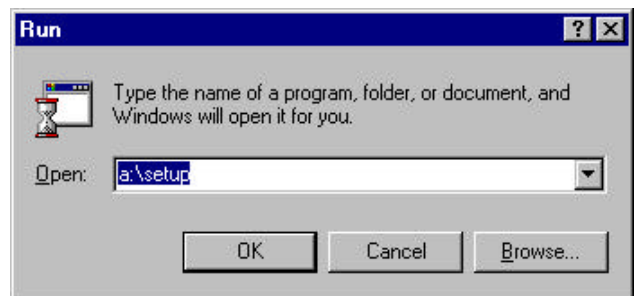 Run
Type the name of a program, folder, or document, and
Windows will open it for you.
Open: a:\setup
OK Cancel Browse...